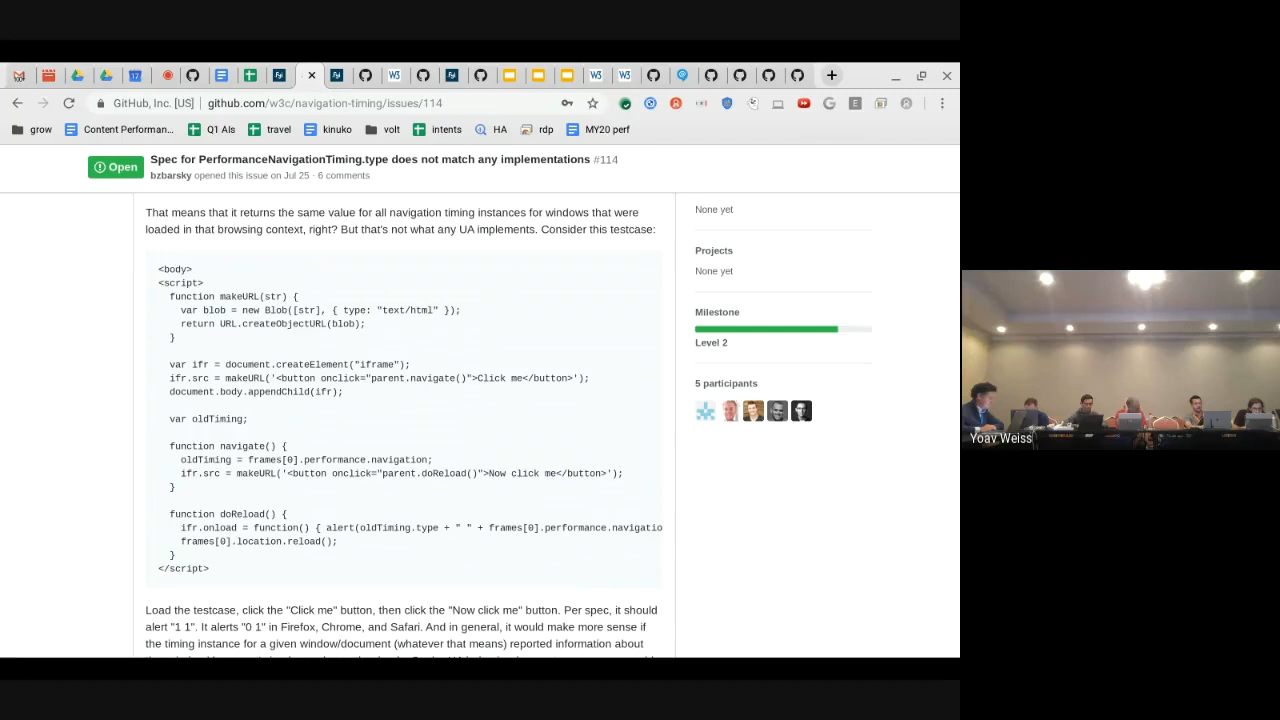 GitHub, Inc. [US] | github.com/w3c/navigation-timing/issues/114
grow Content Performan... Q1 AIs travel kinuko volt intents HA rdp MY20 perf
Open
Spec for PerformanceNavigationTiming.type does not match any implementations #114
bzbarsky opened this issue on Jul 25 · 6 comments
That means that it returns the same value for all navigation timing instances for windows that were
loaded in that browsing context, right? But that's not what any UA implements. Consider this testcase:
<body>
<script>
function makeURL(str) {
var blob = new Blob([str], { type: "text/html" });
return URL.createObjectURL(blob);
}
var ifr = document.createElement("iframe");
ifr.src = makeURL('<button onclick="parent.navigate()">Click me</button>');
document.body.appendChild(ifr);
var oldTiming;
function navigate() {
oldTiming = frames[0].performance.navigation;
ifr.src = makeURL('<button onclick="parent.doReload()">Now click me</button>');
}
function doReload() {
ifr.onload = function() { alert(oldTiming.type + " " + frames[0].performance.navigatio
frames[0].location.reload();
}
</script>
Load the testcase, click the "Click me" button, then click the "Now click me" button. Per spec, it should
alert "1 1". It alerts "0 1" in Firefox, Chrome, and Safari. And in general, it would make more sense if
the timing instance for a given window/document (whatever that means) reported information about
None yet
Projects
None yet
Milestone
Level 2
5 participants
Yoav Weiss